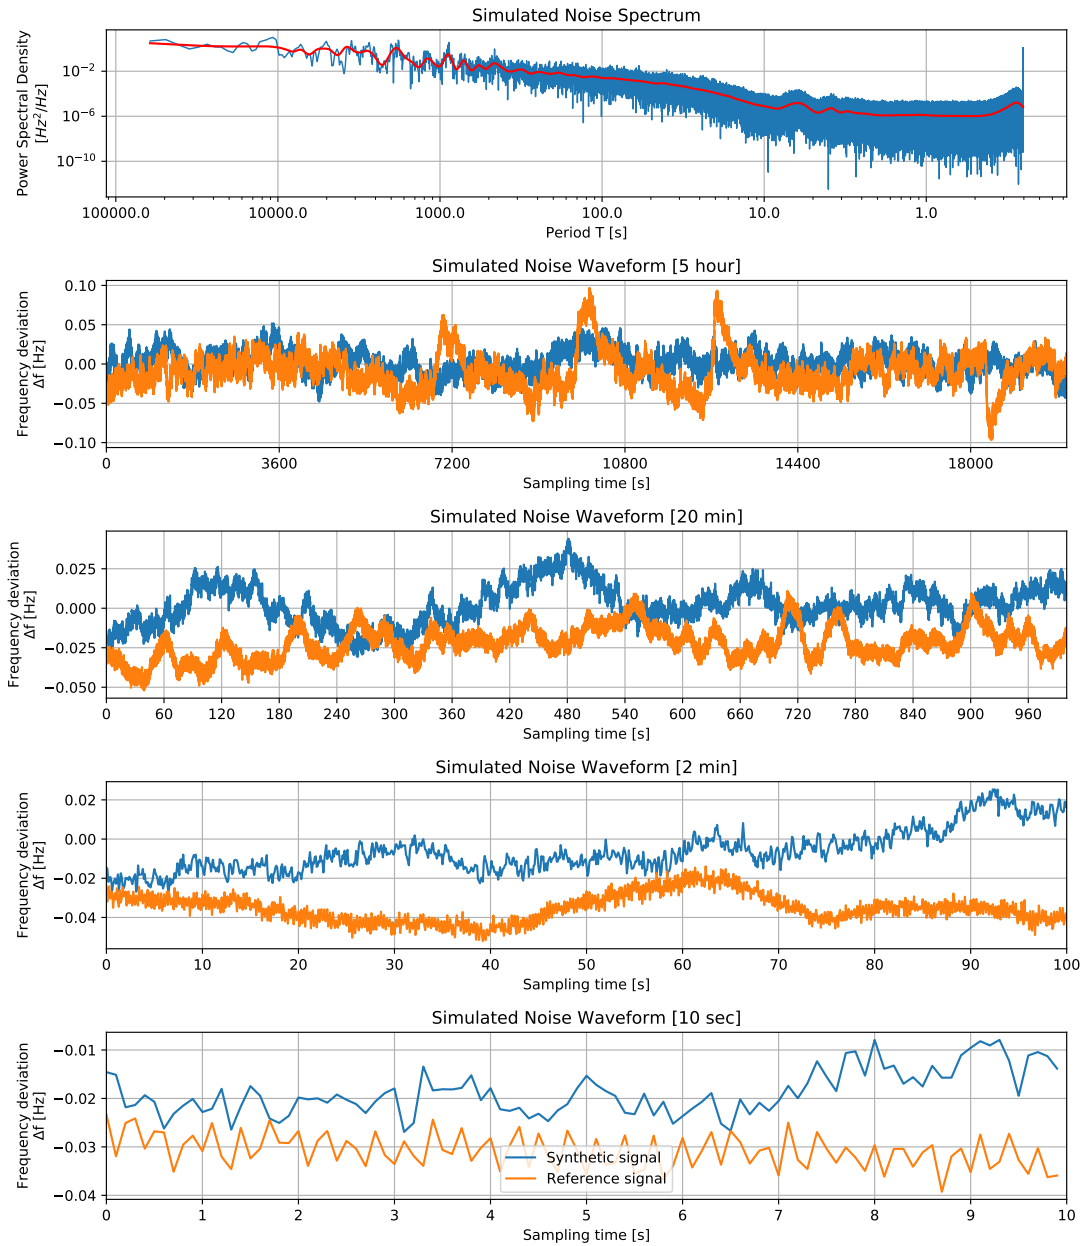 Simulated Noise Spectrum
Power Spectral Density
[Hz²/Hz]
10⁻²
10⁻⁶
10⁻¹⁰
100000.0 10000.0 1000.0 100.0 10.0 1.0
Period T [s]
Simulated Noise Waveform [5 hour]
Frequency deviation
Δf [Hz]
0.10
0.05
0.00
−0.05
−0.10
0 3600 7200 10800 14400 18000
Sampling time [s]
Simulated Noise Waveform [20 min]
Frequency deviation
Δf [Hz]
0.025
0.000
−0.025
−0.050
0 60 120 180 240 300 360 420 480 540 600 660 720 780 840 900 960
Sampling time [s]
Simulated Noise Waveform [2 min]
Frequency deviation
Δf [Hz]
0.02
0.00
−0.02
−0.04
0 10 20 30 40 50 60 70 80 90 100
Sampling time [s]
Simulated Noise Waveform [10 sec]
Frequency deviation
Δf [Hz]
−0.01
−0.02
−0.03
−0.04
Synthetic signal
Reference signal
0 1 2 3 4 5 6 7 8 9 10
Sampling time [s]